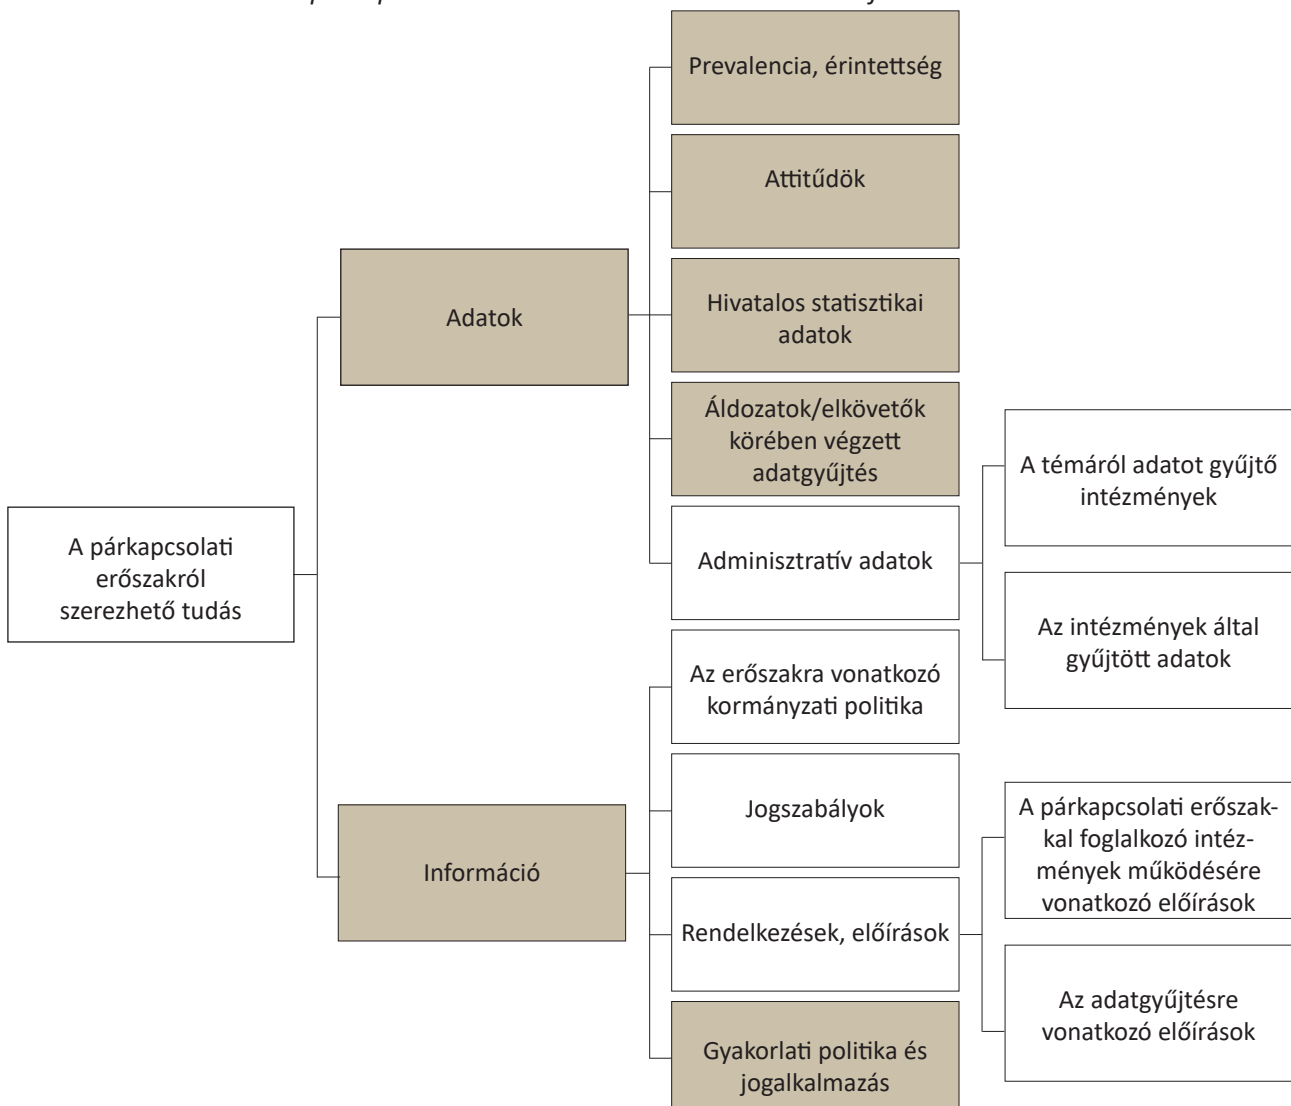 Prevalencia, érintettség
Attitűdök
Hivatalos statisztikai
adatok
Adatok
Áldozatok/elkövetők
körében végzett
adatgyűjtés
A témáról adatot gyűjtő
intézmények
A párkapcsolati
erőszakról
szerezhető tudás
Adminisztratív adatok
Az intézmények által
gyűjtött adatok
Az erőszakra vonatkozó
kormányzati politika
Jogszabályok
A párkapcsolati erőszak-
kal foglalkozó intéz-
mények működésére
vonatkozó előírások
Információ
Rendelkezések, előírások
Az adatgyűjtésre
vonatkozó előírások
Gyakorlati politika és
jogalkalmazás